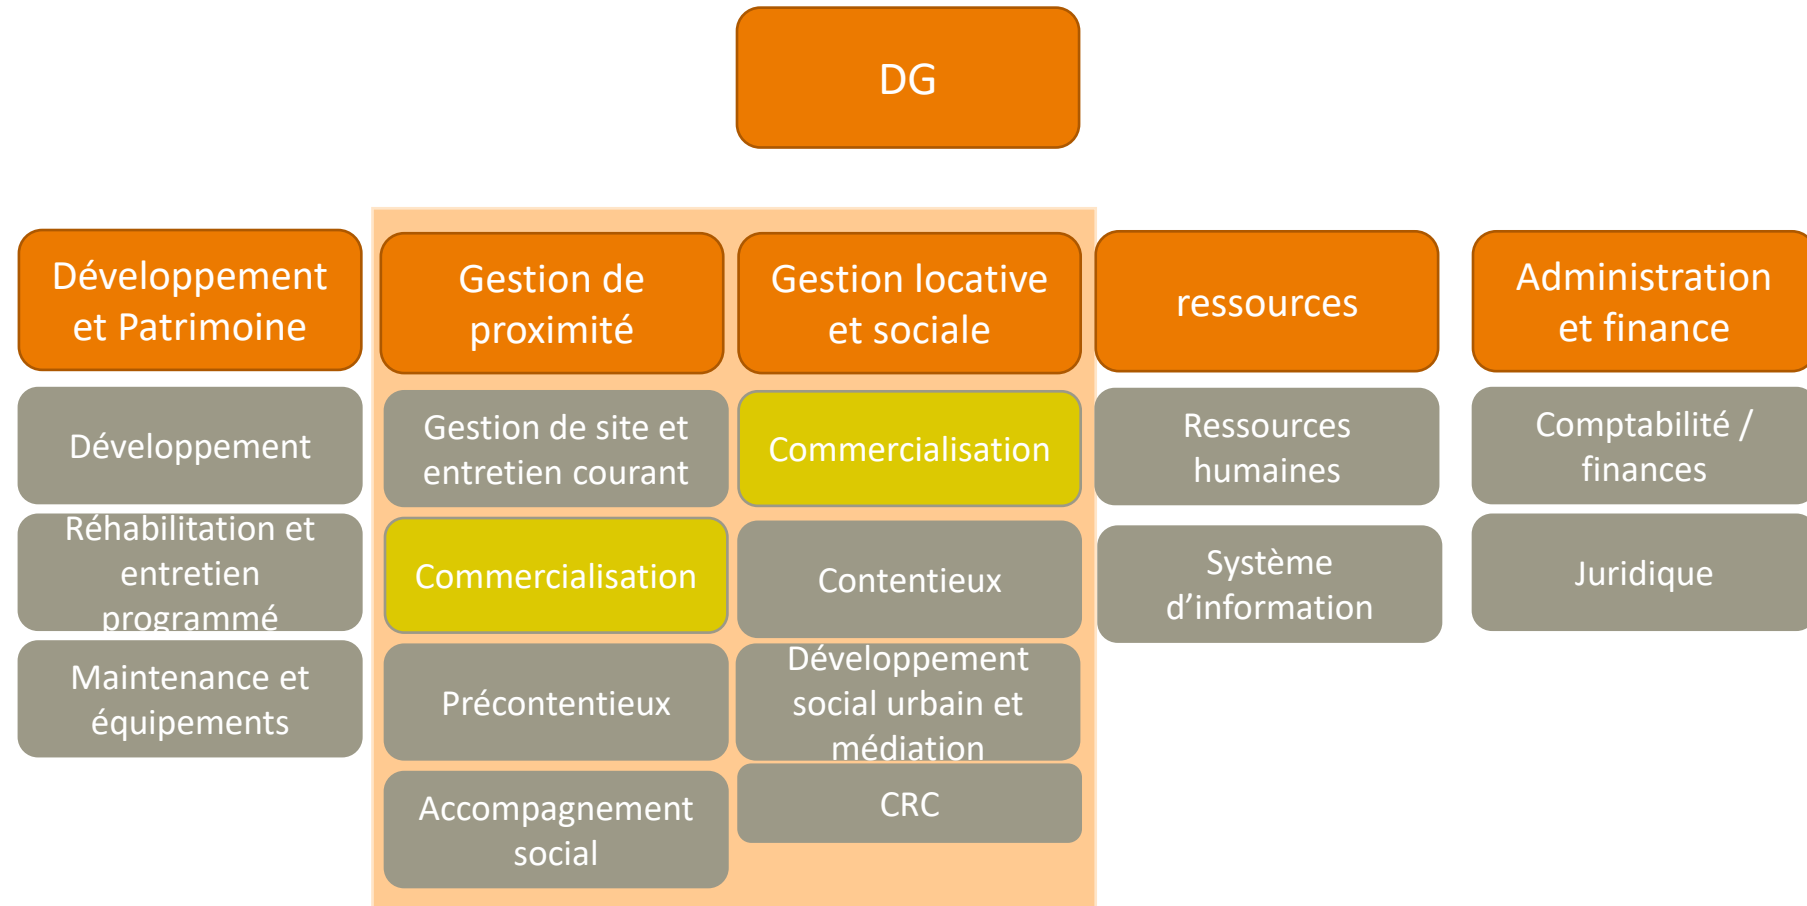 DG
Développement
et Patrimoine
Développement
Réhabilitation et
entretien
programmé
Maintenance et
équipements
Gestion de
proximité
Gestion de site et
entretien courant
Commercialisation
Précontentieux
Accompagnement
social
Gestion locative
et sociale
Commercialisation
Contentieux
Développement
social urbain et
médiation
CRC
ressources
Ressources
humaines
Système
d’information
Administration
et finance
Comptabilité /
finances
Juridique